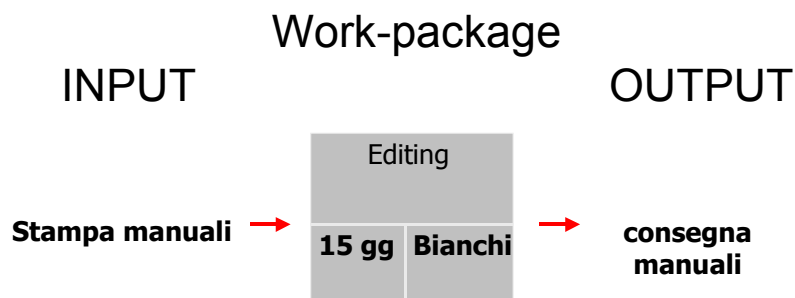 Work-package
INPUT
OUTPUT
Editing
Stampa manuali
15 gg
Bianchi
consegna
manuali